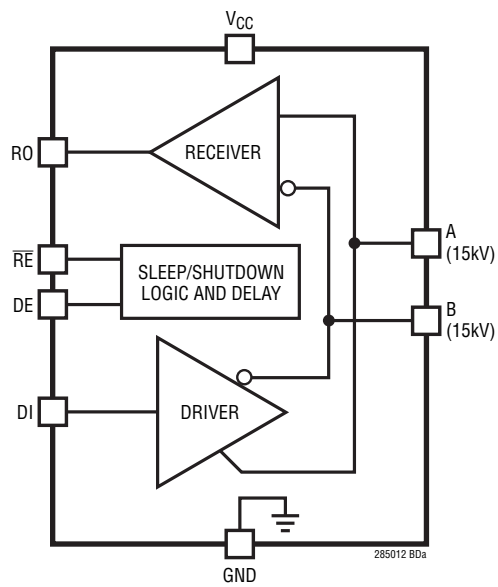 VCC
RO
RECEIVER
RE
DE
SLEEP/SHUTDOWN
LOGIC AND DELAY
A
(15kV)
B
(15kV)
DI
DRIVER
285012 BDa
GND